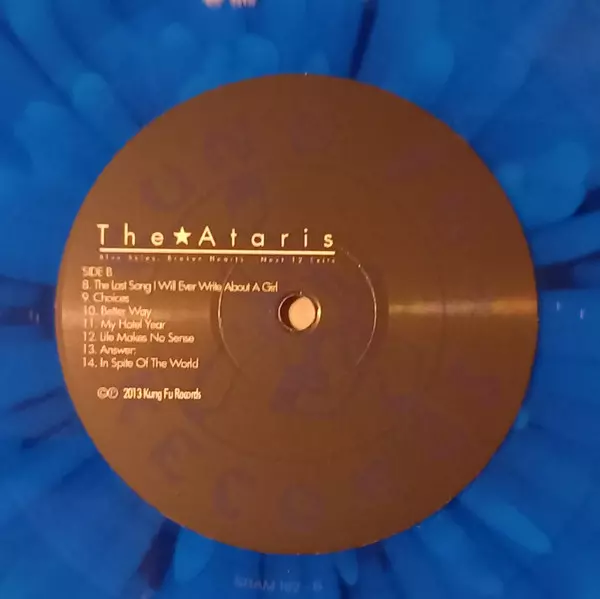 The★Ataris
Blue Skies, Broken Hearts...Next 12 Exits
SIDE B
8. The Last Song I Will Ever Write About A Girl
9. Choices
10. Better Way
11. My Hotel Year
12. Life Makes No Sense
13. Answer:
14. In Spite Of The World
©℗ 2013 Kung Fu Records